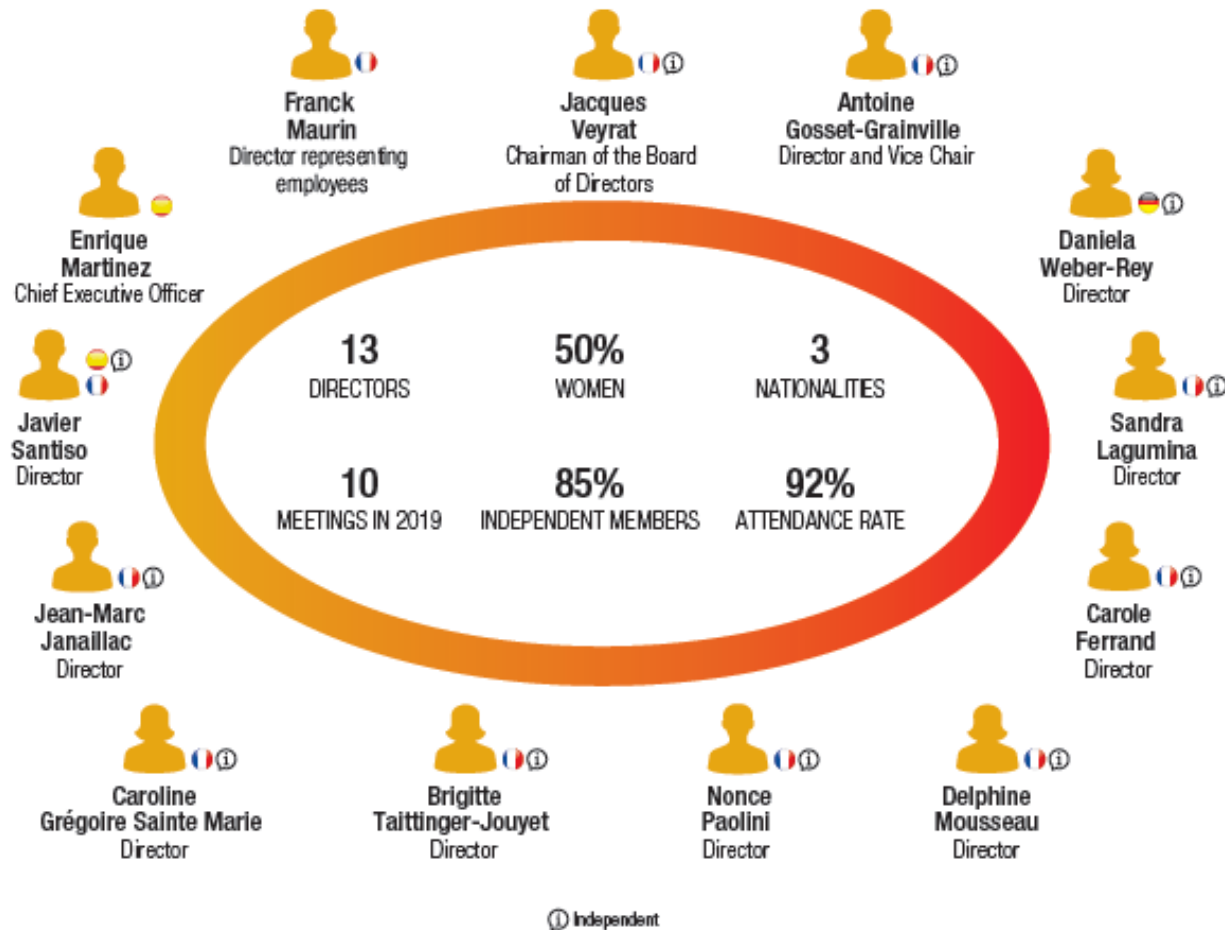 Franck
Maurin
Director representing
employees
Jacques
Veyrat
Chairman of the Board
of Directors
Antoine
Gosset-Grainville
Director and Vice Chair
Enrique
Martinez
Chief Executive Officer
Daniela
Weber-Rey
Director
Javier
Santiso
Director
13
DIRECTORS
50%
WOMEN
3
NATIONALITIES
Sandra
Lagumina
Director
10
MEETINGS IN 2019
85%
INDEPENDENT MEMBERS
92%
ATTENDANCE RATE
Jean-Marc
Janaillac
Director
Carole
Ferrand
Director
Caroline
Grégoire Sainte Marie
Director
Brigitte
Taittinger-Jouyet
Director
Nonce
Paolini
Director
Delphine
Mousseau
Director
i Independent